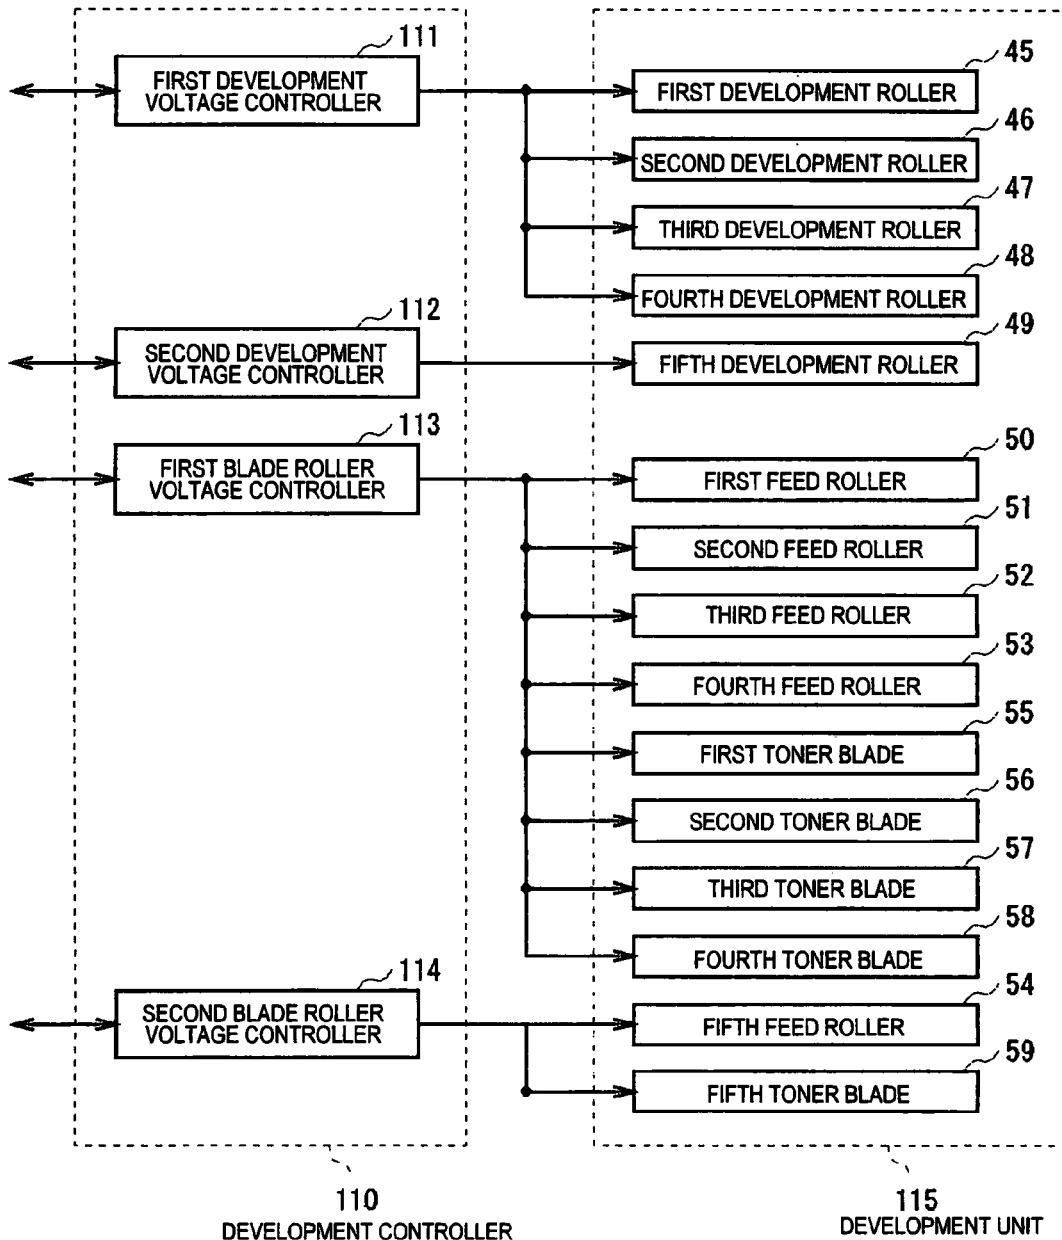 111
FIRST DEVELOPMENT
VOLTAGE CONTROLLER
45
FIRST DEVELOPMENT ROLLER
46
SECOND DEVELOPMENT ROLLER
47
THIRD DEVELOPMENT ROLLER
48
FOURTH DEVELOPMENT ROLLER
112
SECOND DEVELOPMENT
VOLTAGE CONTROLLER
49
FIFTH DEVELOPMENT ROLLER
113
FIRST BLADE ROLLER
VOLTAGE CONTROLLER
50
FIRST FEED ROLLER
51
SECOND FEED ROLLER
52
THIRD FEED ROLLER
53
FOURTH FEED ROLLER
55
FIRST TONER BLADE
56
SECOND TONER BLADE
57
THIRD TONER BLADE
58
FOURTH TONER BLADE
114
SECOND BLADE ROLLER
VOLTAGE CONTROLLER
54
FIFTH FEED ROLLER
59
FIFTH TONER BLADE
110
DEVELOPMENT CONTROLLER
115
DEVELOPMENT UNIT